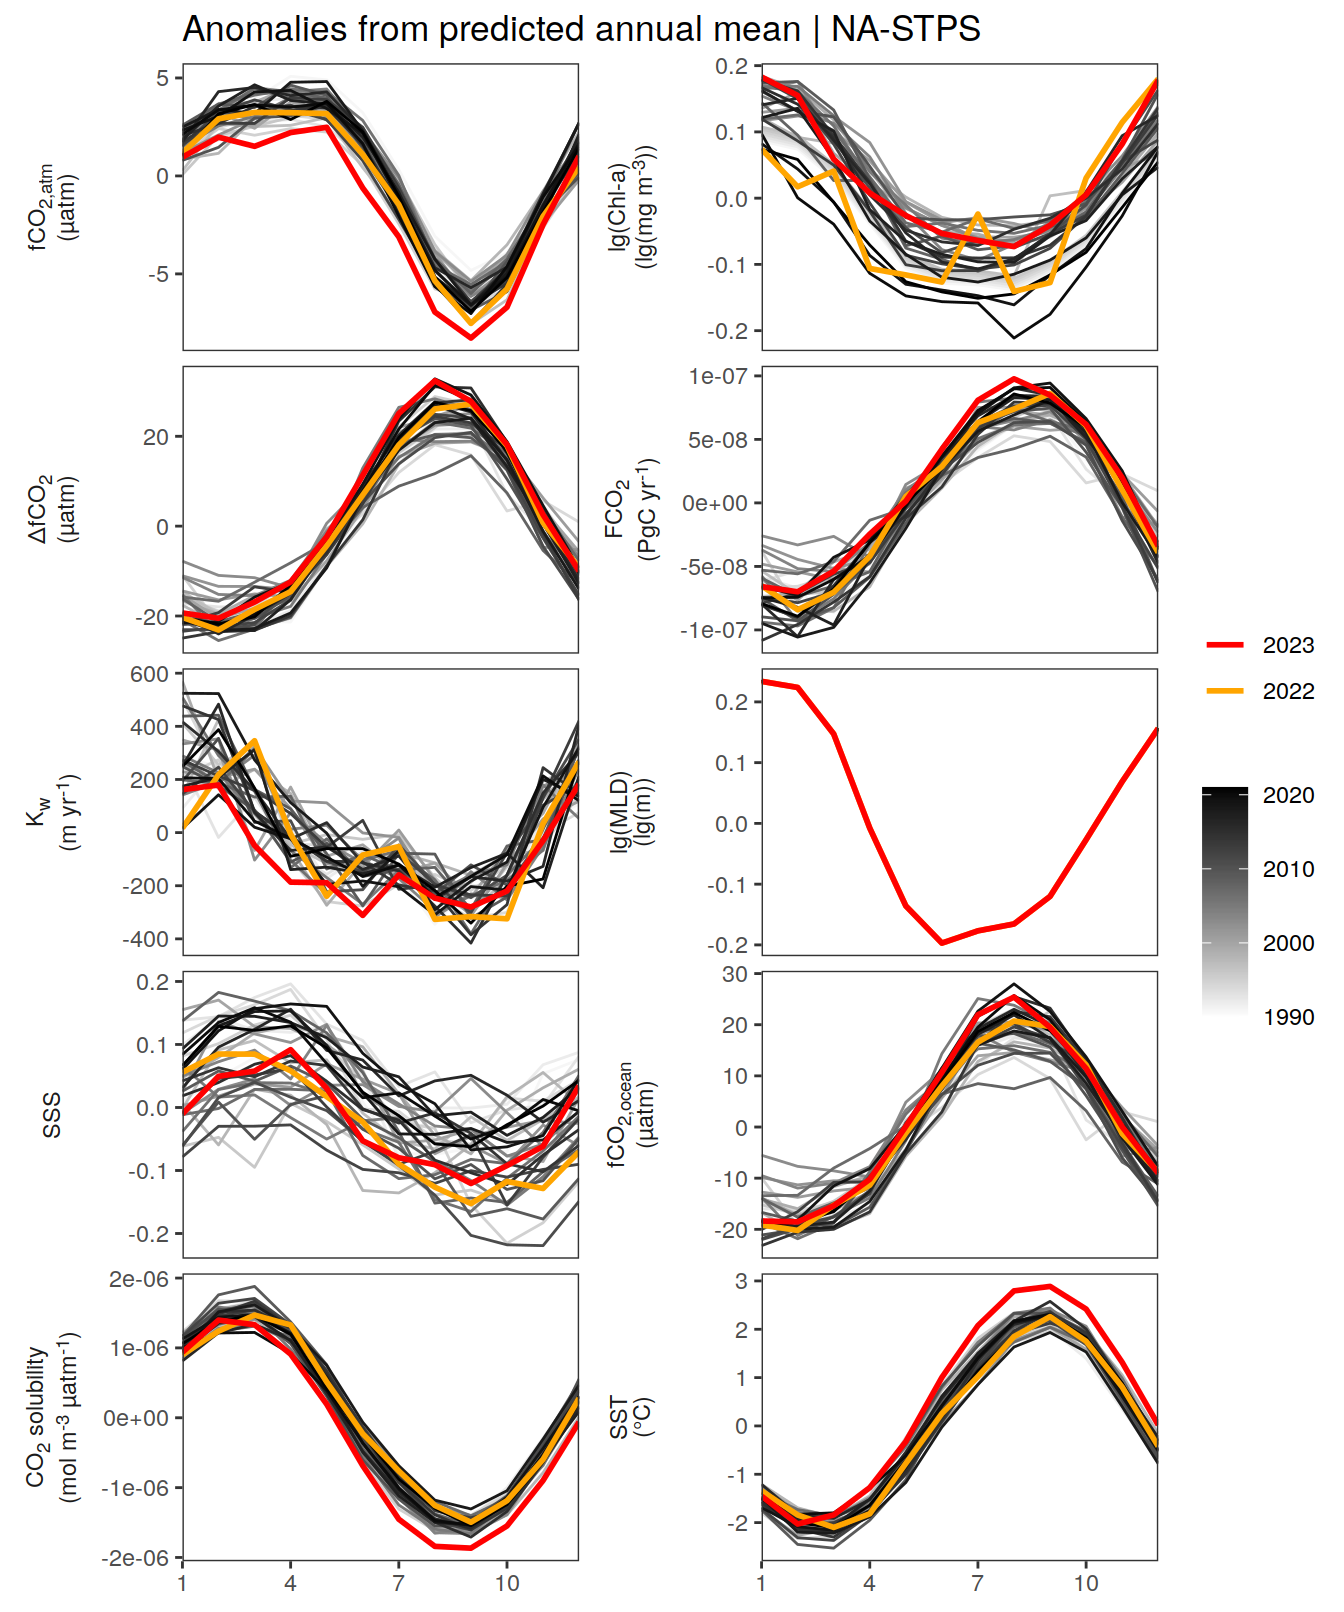 Anomalies from predicted annual mean | NA-STPS
fCO2,atm
(µatm)
5
0
-5
lg(Chl-a)
(lg(mg m-3))
0.2
0.1
0.0
-0.1
-0.2
ΔfCO2
(µatm)
20
0
-20
FCO2
(PgC yr-1)
1e-07
5e-08
0e+00
-5e-08
-1e-07
Kw
(m yr-1)
600
400
200
0
-200
-400
lg(MLD)
(lg(m))
0.2
0.1
0.0
-0.1
-0.2
SSS
0.2
0.1
0.0
-0.1
-0.2
fCO2,ocean
(µatm)
30
20
10
0
-10
-20
CO2 solubility
(mol m-3 µatm-1)
2e-06
1e-06
0e+00
-1e-06
-2e-06
1 4 7 10
SST
(°C)
3
2
1
0
-1
-2
1 4 7 10
2023
2022
2020
2010
2000
1990